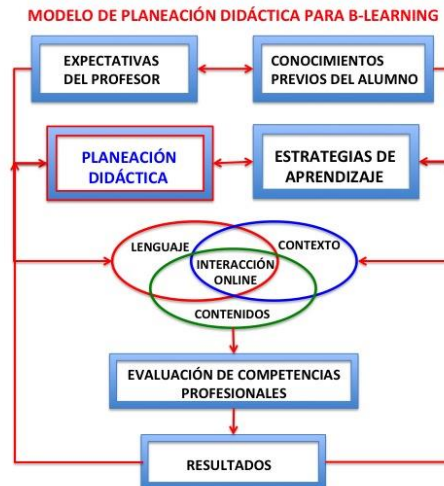 MODELO DE PLANEACIÓN DIDÁCTICA PARA B-LEARNING
EXPECTATIVAS
DEL PROFESOR
CONOCIMIENTOS
PREVIOS DEL ALUMNO
PLANEACIÓN
DIDÁCTICA
ESTRATEGIAS DE
APRENDIZAJE
LENGUAJE
CONTEXTO
INTERACCIÓN
ONLINE
CONTENIDOS
EVALUACIÓN DE COMPETENCIAS
PROFESIONALES
RESULTADOS